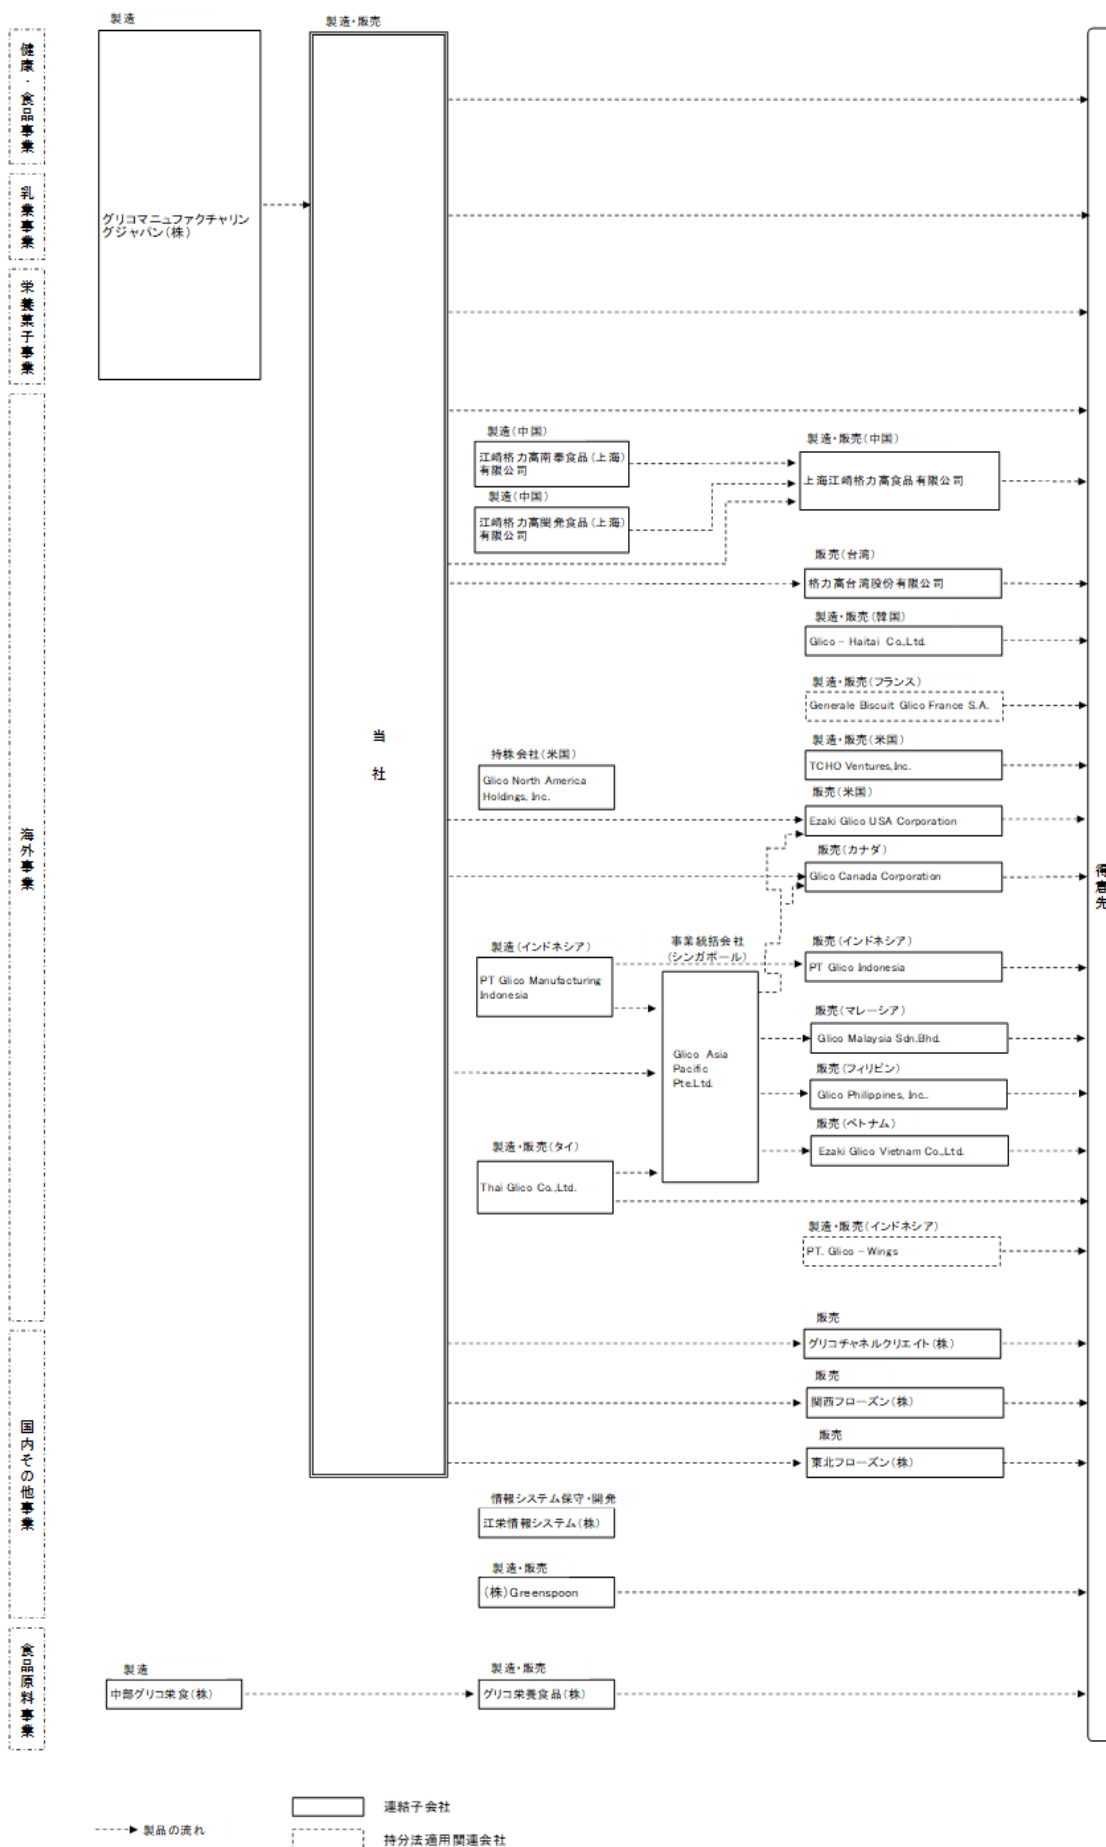 製造
製造・販売
健康・食品事業
乳業事業
グリコマニュファクチャリン
グジャパン(株)
栄養菓子事業
海外事業
当社
製造(中国)
江崎格力高南奉食品(上海)
有限公司
製造・販売(中国)
上海江崎格力高食品有限公司
製造(中国)
江崎格力高閔発食品(上海)
有限公司
販売(台湾)
格力高台湾股份有限公司
製造・販売(韓国)
Glico - Haitai Co.,Ltd.
製造・販売(フランス)
Generale Biscuit Glico France S.A.
製造・販売(米国)
TCHO Ventures,Inc.
持株会社(米国)
Glico North America
Holdings, Inc.
販売(米国)
Ezaki Glico USA Corporation
販売(カナダ)
Glico Canada Corporation
得意先
製造(インドネシア)
PT Glico Manufacturing
Indonesia
事業統括会社
(シンガポール)
Glico Asia
Pacific
Pte.Ltd.
販売(インドネシア)
PT Glico Indonesia
販売(マレーシア)
Glico Malaysia Sdn.Bhd.
販売(フィリピン)
Glico Philippines, Inc..
販売(ベトナム)
Ezaki Glico Vietnam Co.,Ltd.
製造・販売(タイ)
Thai Glico Co.,Ltd.
製造・販売(インドネシア)
PT. Glico - Wings
国内その他事業
販売
グリコチャネルクリエイト(株)
販売
関西フローズン(株)
販売
東北フローズン(株)
情報システム保守・開発
江栄情報システム(株)
製造・販売
(株)Greenspoon
食品原料事業
製造
中部グリコ栄食(株)
製造・販売
グリコ栄養食品(株)
製品の流れ
連結子会社
持分法適用関連会社